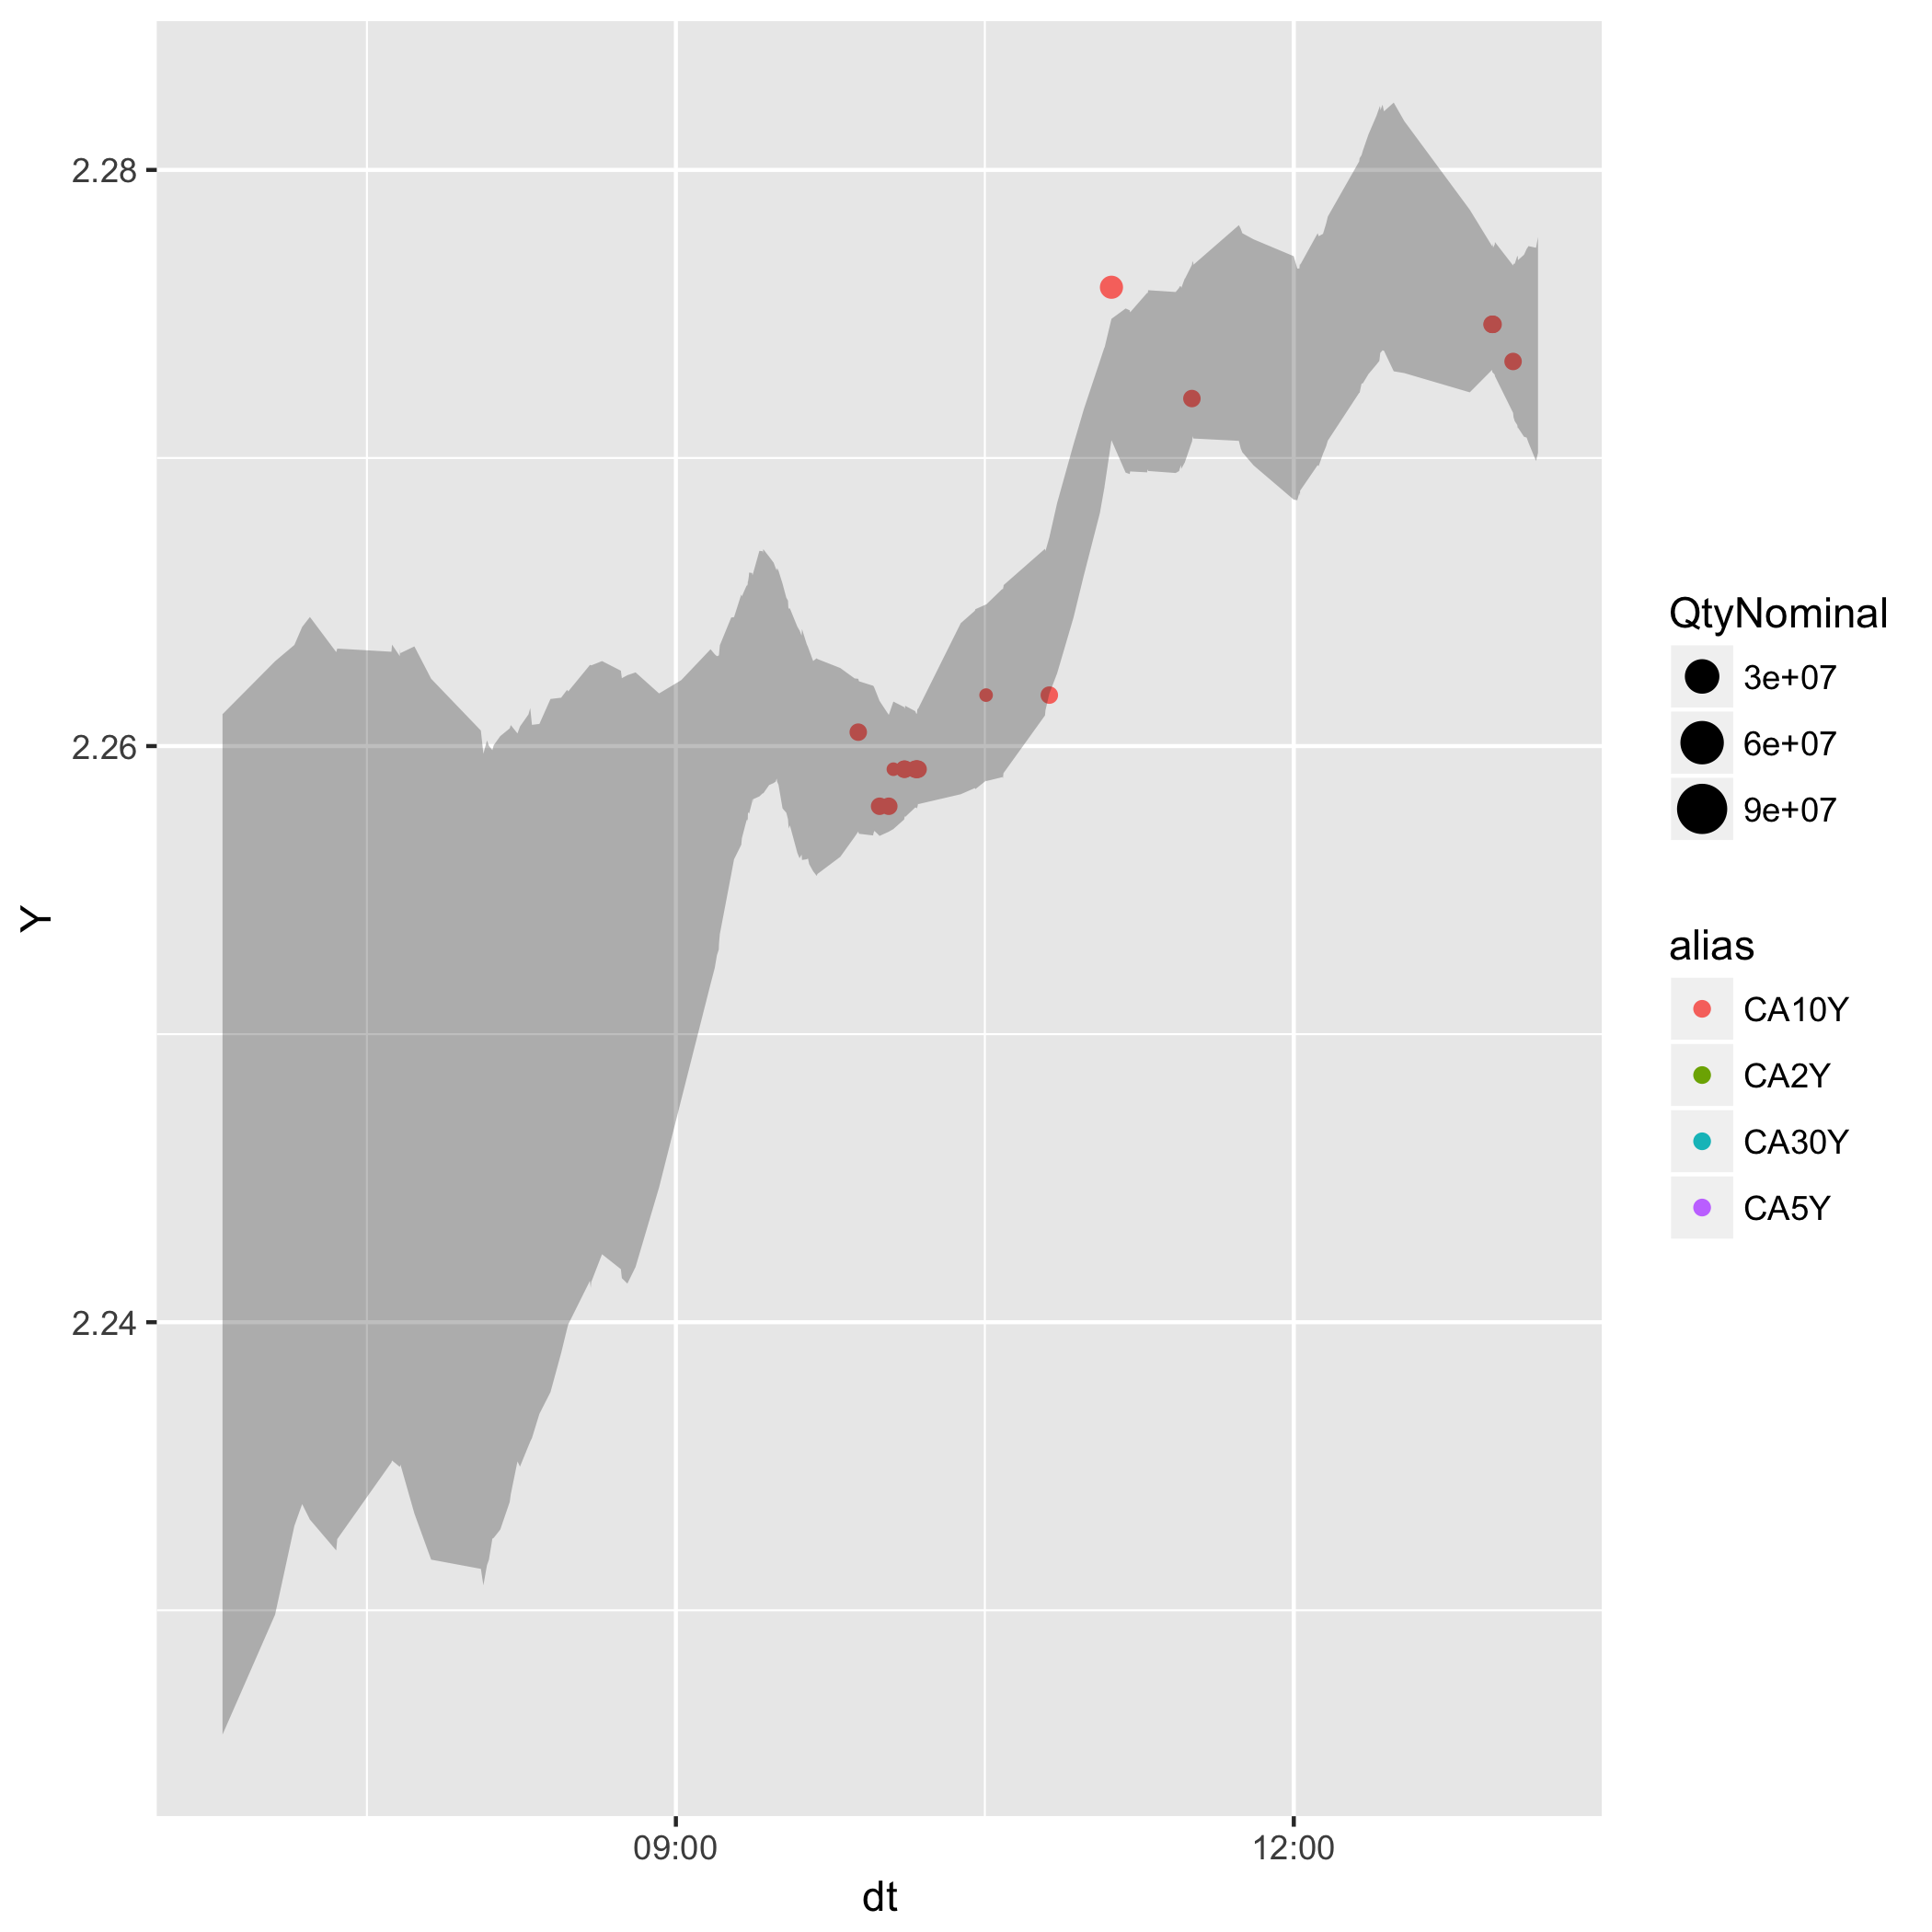 2.28
2.26
2.24
Y
09:00
12:00
dt
QtyNominal
3e+07
6e+07
9e+07
alias
CA10Y
CA2Y
CA30Y
CA5Y